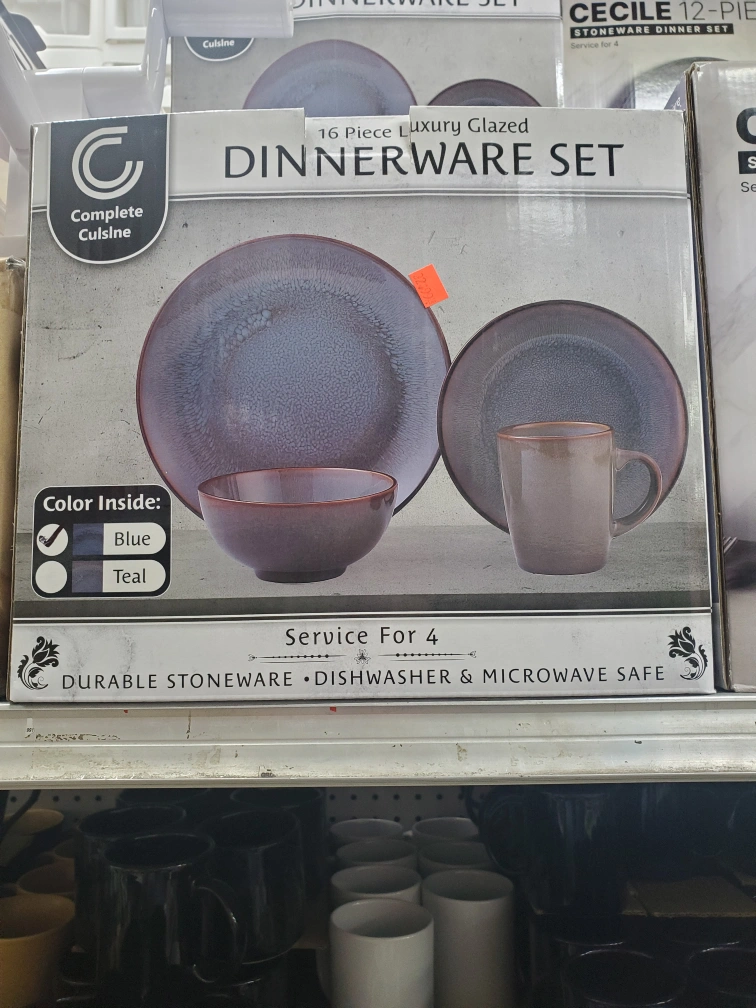 DINNERWARE SET
Cuisine
CECILE 12-PIE
STONEWARE DINNER SET
Service for 4
16 Piece Luxury Glazed
DINNERWARE SET
Complete
Cuisine
Color Inside:
Blue
Teal
Service For 4
DURABLE STONEWARE • DISHWASHER & MICROWAVE SAFE
C
S
Se